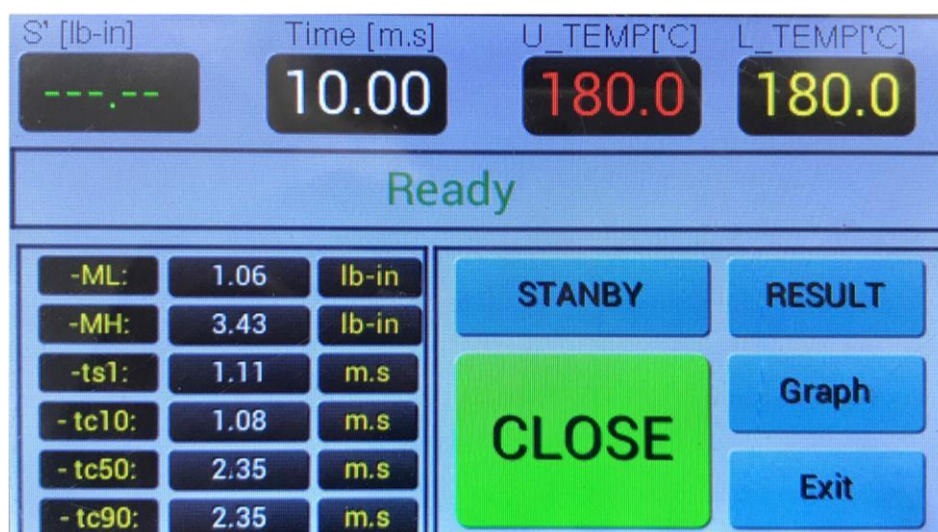 S' [lb-in] Time [m.s] U_TEMP['C] L_TEMP['C]
---.-- 10.00 180.0 180.0
Ready
-ML: 1.06 lb-in
-MH: 3.43 lb-in
-ts1: 1.11 m.s
- tc10: 1.08 m.s
- tc50: 2.35 m.s
- tc90: 2.35 m.s
STANBY RESULT
CLOSE
Graph
Exit